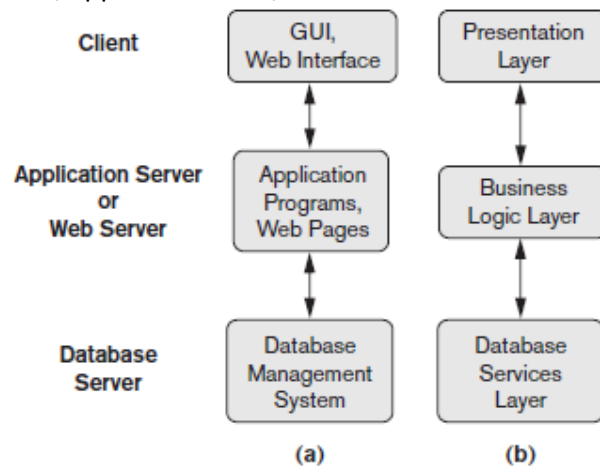 Client
GUI,
Web Interface
Presentation
Layer
Application Server
or
Web Server
Application
Programs,
Web Pages
Business
Logic Layer
Database
Server
Database
Management
System
Database
Services
Layer
(a)
(b)